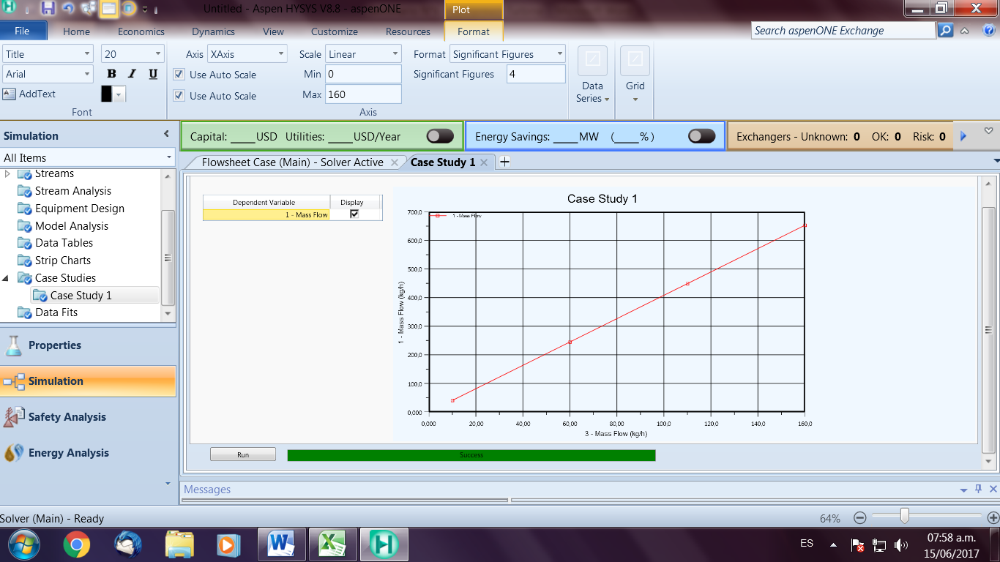 Untitled - Aspen HYSYS V8.8 - aspenONE
Plot
File Home Economics Dynamics View Customize Resources Format
Search aspenONE Exchange
Title 20 Axis XAxis Scale Linear Format Significant Figures
Arial B I U Use Auto Scale Min 0 Significant Figures 4
AddText Use Auto Scale Max 160
Data Series Grid
Font Axis
Simulation
Capital: ____USD Utilities: ____USD/Year
Energy Savings: ____MW (____%)
Exchangers - Unknown: 0 OK: 0 Risk: 0
All Items
Flowsheet Case (Main) - Solver Active
Case Study 1
Streams
Stream Analysis
Equipment Design
Model Analysis
Data Tables
Strip Charts
Case Studies
Case Study 1
Data Fits
Properties
Simulation
Safety Analysis
Energy Analysis
Dependent Variable Display
1 - Mass Flow
Case Study 1
1 - Mass Flow
700,0
600,0
500,0
400,0
300,0
200,0
100,0
0,000
1 - Mass Flow (kg/h)
0,000 20,00 40,00 60,00 80,00 100,0 120,0 140,0 160,0
3 - Mass Flow (kg/h)
Run
Success
Messages
Solver (Main) - Ready
64%
ES
07:58 a.m.
15/06/2017